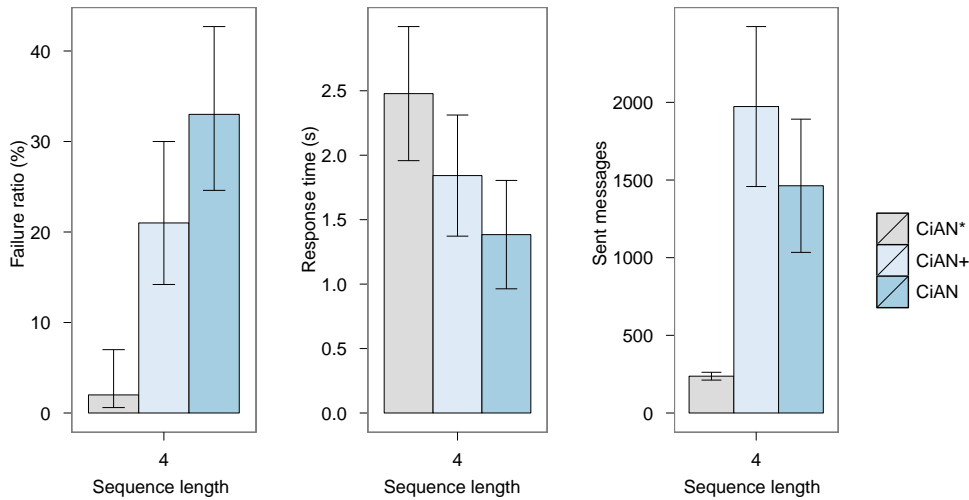 Failure ratio (%)
40
30
20
10
0
4
Sequence length
Response time (s)
2.5
2.0
1.5
1.0
0.5
0.0
4
Sequence length
Sent messages
2000
1500
1000
500
0
4
Sequence length
CiAN*
CiAN+
CiAN